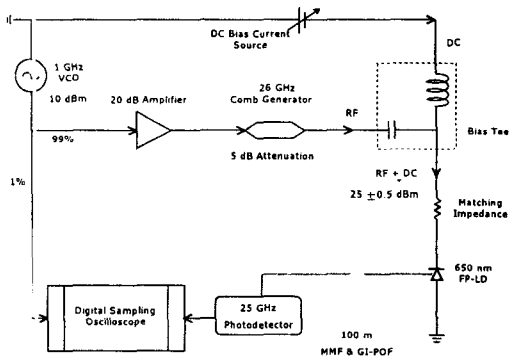 DC Bias Current
Source
DC
1 GHz
VCO
10 dBm
20 dB Amplifier
26 GHz
Comb Generator
RF
Bias Tee
99%
5 dB Attenuation
1%
RF + DC
25 ±0.5 dBm
Matching
Impedance
650 nm
FP-LD
Digital Sampling
Oscilloscope
25 GHz
Photodetector
100 m
MMF & GI-POF